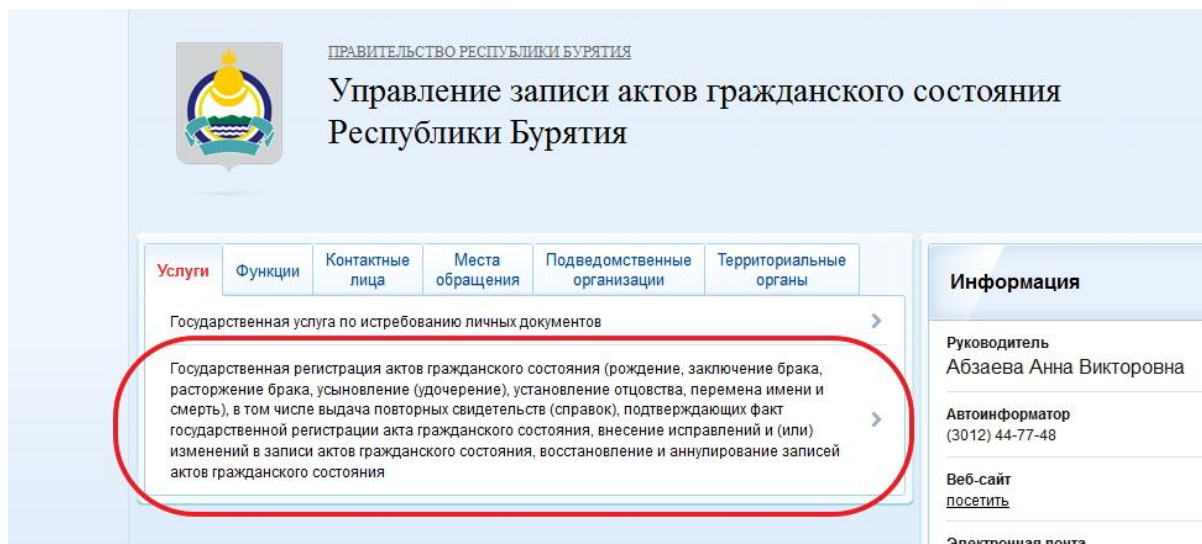 ПРАВИТЕЛЬСТВО РЕСПУБЛИКИ БУРЯТИЯ
Управление записи актов гражданского состояния
Республики Бурятия
Услуги
Функции
Контактные
лица
Места
обращения
Подведомственные
организации
Территориальные
органы
Государственная услуга по истребованию личных документов
Государственная регистрация актов гражданского состояния (рождение, заключение брака,
расторжение брака, усыновление (удочерение), установление отцовства, перемена имени и
смерть), в том числе выдача повторных свидетельств (справок), подтверждающих факт
государственной регистрации акта гражданского состояния, внесение исправлений и (или)
изменений в записи актов гражданского состояния, восстановление и аннулирование записей
актов гражданского состояния
Информация
Руководитель
Абзаева Анна Викторовна
Автоинформатор
(3012) 44-77-48
Веб-сайт
посетить
Электронная почта